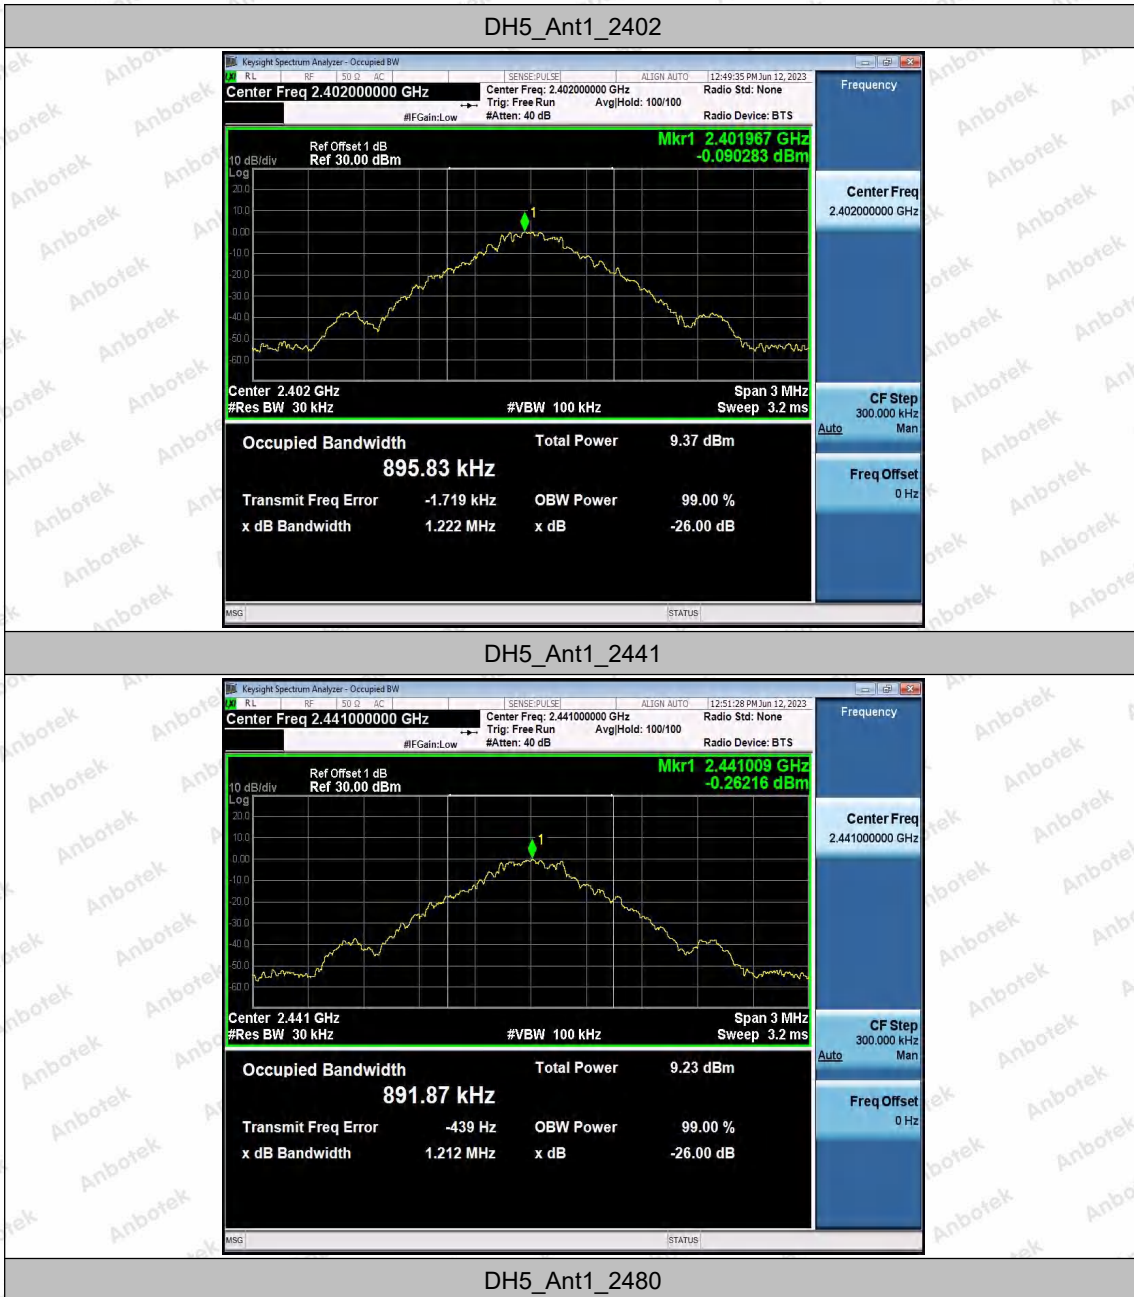 DH5_Ant1_2402
Keysight Spectrum Analyzer - Occupied BW
LXI RL RF 50 Ω AC SENSE:PULSE ALIGN AUTO 12:49:35 PM Jun 12, 2023
Center Freq 2.402000000 GHz
Center Freq: 2.402000000 GHz Radio Std: None
Trig: Free Run Avg|Hold: 100/100
#IFGain:Low #Atten: 40 dB Radio Device: BTS
Frequency
Mkr1 2.401967 GHz
-0.090283 dBm
Ref Offset 1 dB
10 dB/div Ref 30.00 dBm
Log
20.0
10.0
0.00
-10.0
-20.0
-30.0
-40.0
-50.0
-60.0
1
Center 2.402 GHz Span 3 MHz
#Res BW 30 kHz #VBW 100 kHz Sweep 3.2 ms
Occupied Bandwidth Total Power 9.37 dBm
895.83 kHz
Transmit Freq Error -1.719 kHz OBW Power 99.00 %
x dB Bandwidth 1.222 MHz x dB -26.00 dB
Center Freq
2.402000000 GHz
CF Step
300.000 kHz
Auto Man
Freq Offset
0 Hz
MSG STATUS
DH5_Ant1_2441
Keysight Spectrum Analyzer - Occupied BW
LXI RL RF 50 Ω AC SENSE:PULSE ALIGN AUTO 12:51:28 PM Jun 12, 2023
Center Freq 2.441000000 GHz
Center Freq: 2.441000000 GHz Radio Std: None
Trig: Free Run Avg|Hold: 100/100
#IFGain:Low #Atten: 40 dB Radio Device: BTS
Frequency
Mkr1 2.441009 GHz
-0.26216 dBm
Ref Offset 1 dB
10 dB/div Ref 30.00 dBm
Log
20.0
10.0
0.00
-10.0
-20.0
-30.0
-40.0
-50.0
-60.0
1
Center 2.441 GHz Span 3 MHz
#Res BW 30 kHz #VBW 100 kHz Sweep 3.2 ms
Occupied Bandwidth Total Power 9.23 dBm
891.87 kHz
Transmit Freq Error -439 Hz OBW Power 99.00 %
x dB Bandwidth 1.212 MHz x dB -26.00 dB
Center Freq
2.441000000 GHz
CF Step
300.000 kHz
Auto Man
Freq Offset
0 Hz
MSG STATUS
DH5_Ant1_2480
Anbotek